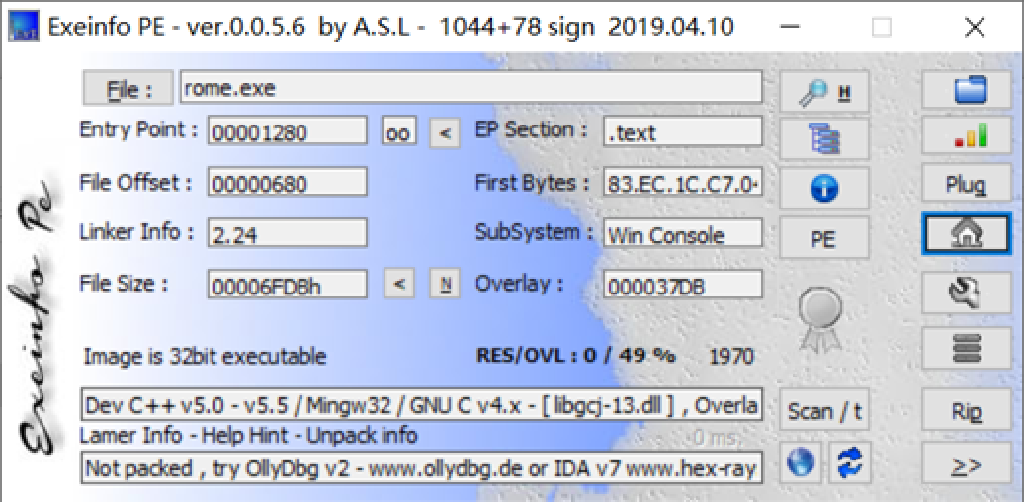 Exeinfo PE - ver.0.0.5.6 by A.S.L - 1044+78 sign 2019.04.10
File : rome.exe H
Entry Point : 00001280 oo < EP Section : .text
File Offset : 00000680 First Bytes : 83.EC.1C.C7.0 Plug
Linker Info : 2.24 SubSystem : Win Console PE
File Size : 00006FD8h < N Overlay : 000037D8
Image is 32bit executable RES/OVL : 0 / 49 % 1970
Dev C++ v5.0 - v5.5 / Mingw32 / GNU C v4.x - [ libgcj-13.dll ] , Overla Scan / t Rip
Lamer Info - Help Hint - Unpack info 0 ms.
Not packed , try OllyDbg v2 - www.ollydbg.de or IDA v7 www.hex-ray >>
Exeinfo Pe